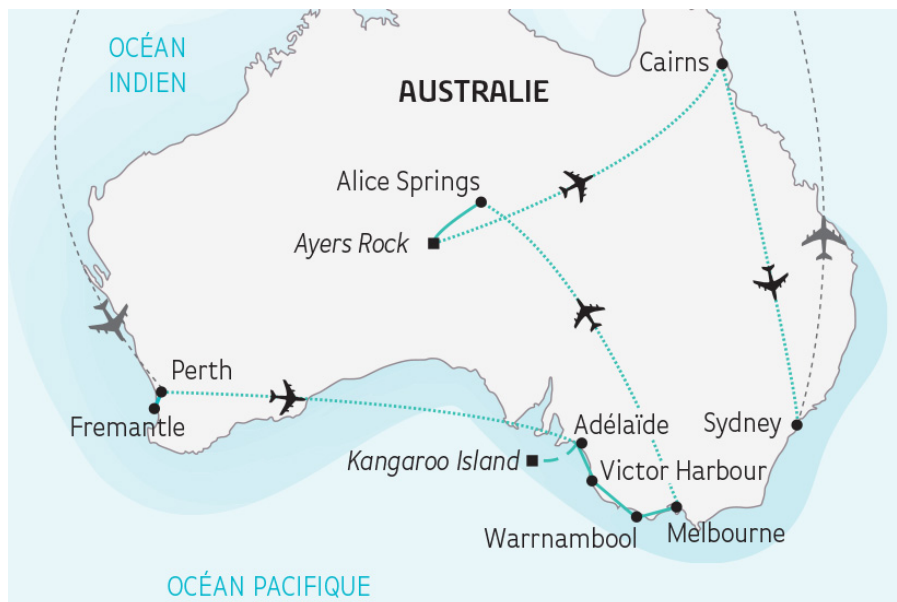 OCÉAN
INDIEN
Cairns
AUSTRALIE
Alice Springs
Ayers Rock
Perth
Fremantle
Adélaïde
Sydney
Kangaroo Island
Victor Harbour
Warrnambool
Melbourne
OCÉAN PACIFIQUE